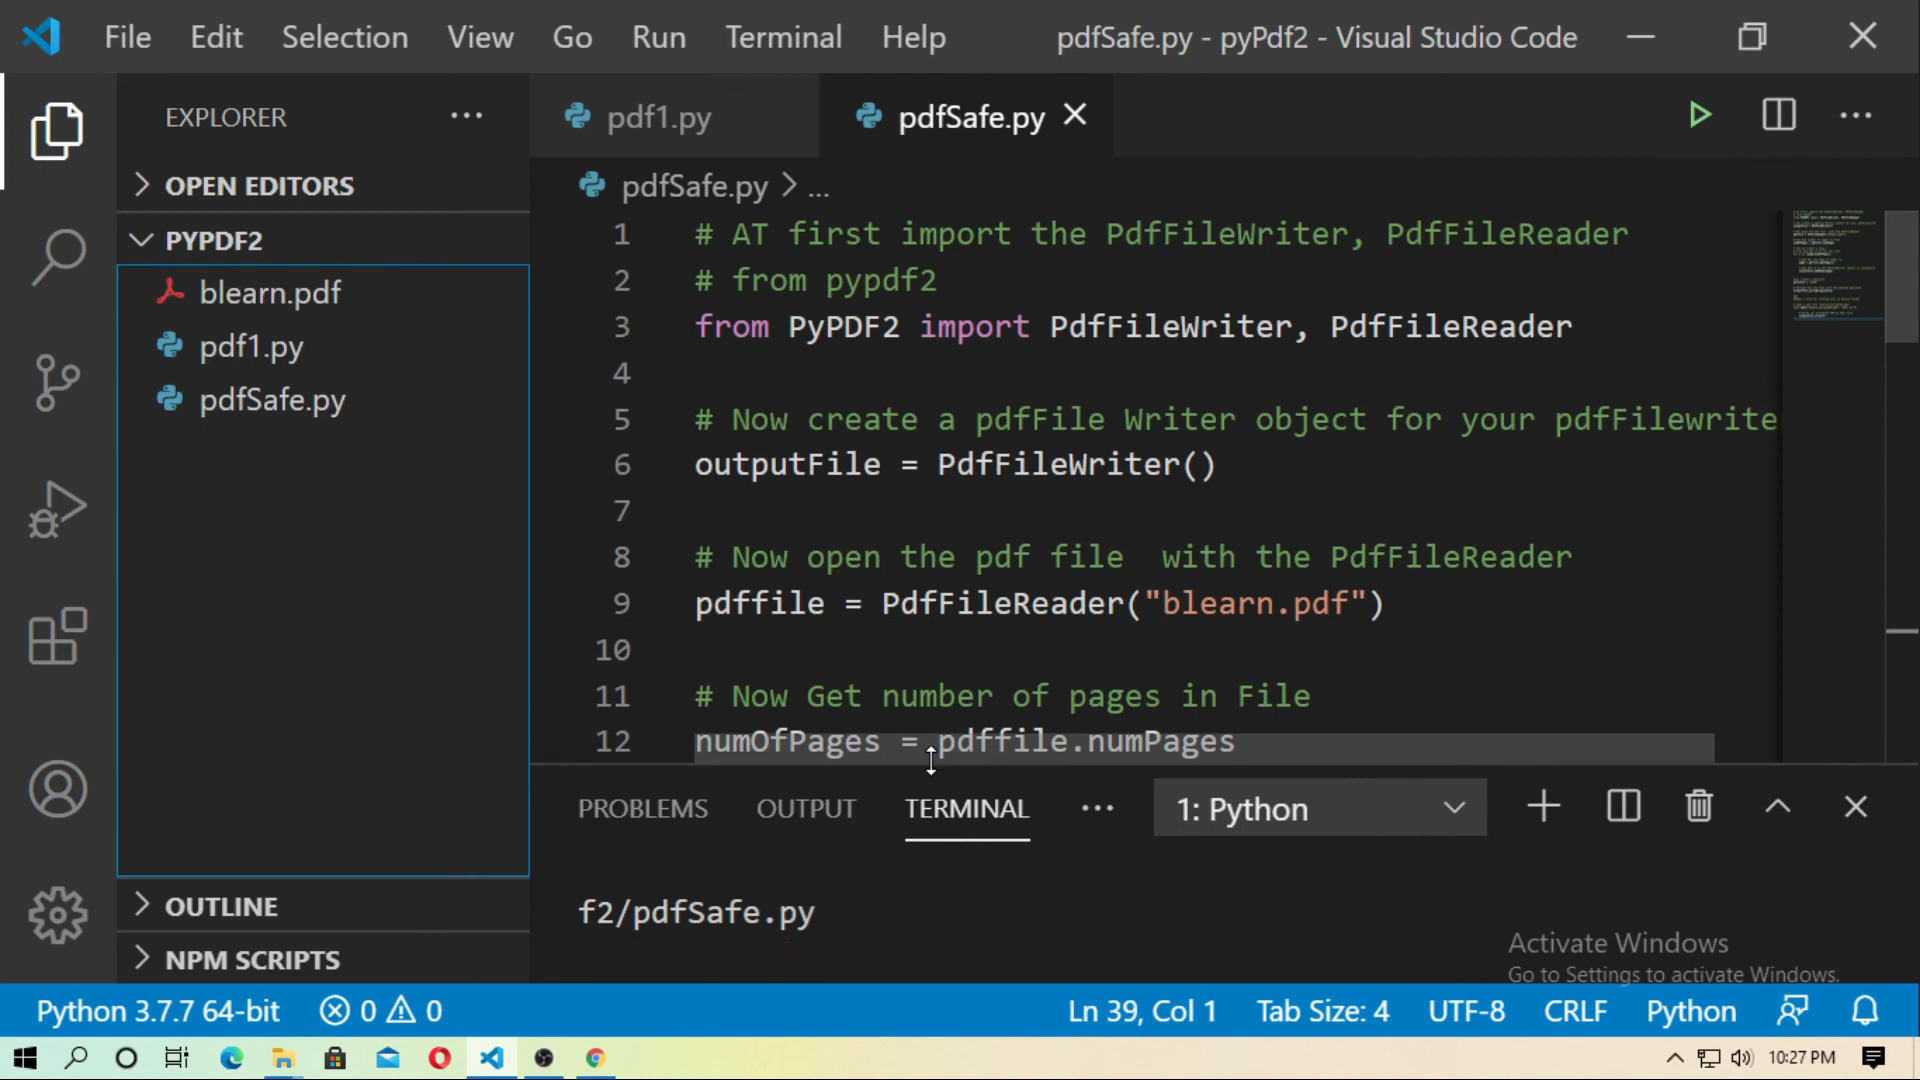 File Edit Selection View Go Run Terminal Help pdfSafe.py - pyPdf2 - Visual Studio Code
EXPLORER
OPEN EDITORS
PYPDF2
blearn.pdf
pdf1.py
pdfSafe.py
OUTLINE
NPM SCRIPTS
pdf1.py pdfSafe.py
pdfSafe.py > ...
1 # AT first import the PdfFileWriter, PdfFileReader
2 # from pypdf2
3 from PyPDF2 import PdfFileWriter, PdfFileReader
4
5 # Now create a pdfFile Writer object for your pdfFilewrite
6 outputFile = PdfFileWriter()
7
8 # Now open the pdf file  with the PdfFileReader
9 pdffile = PdfFileReader("blearn.pdf")
10
11 # Now Get number of pages in File
12 numOfPages = pdffile.numPages
PROBLEMS OUTPUT TERMINAL ... 1: Python
f2/pdfSafe.py
Activate Windows
Go to Settings to activate Windows.
Python 3.7.7 64-bit 0 0 Ln 39, Col 1 Tab Size: 4 UTF-8 CRLF Python
10:27 PM